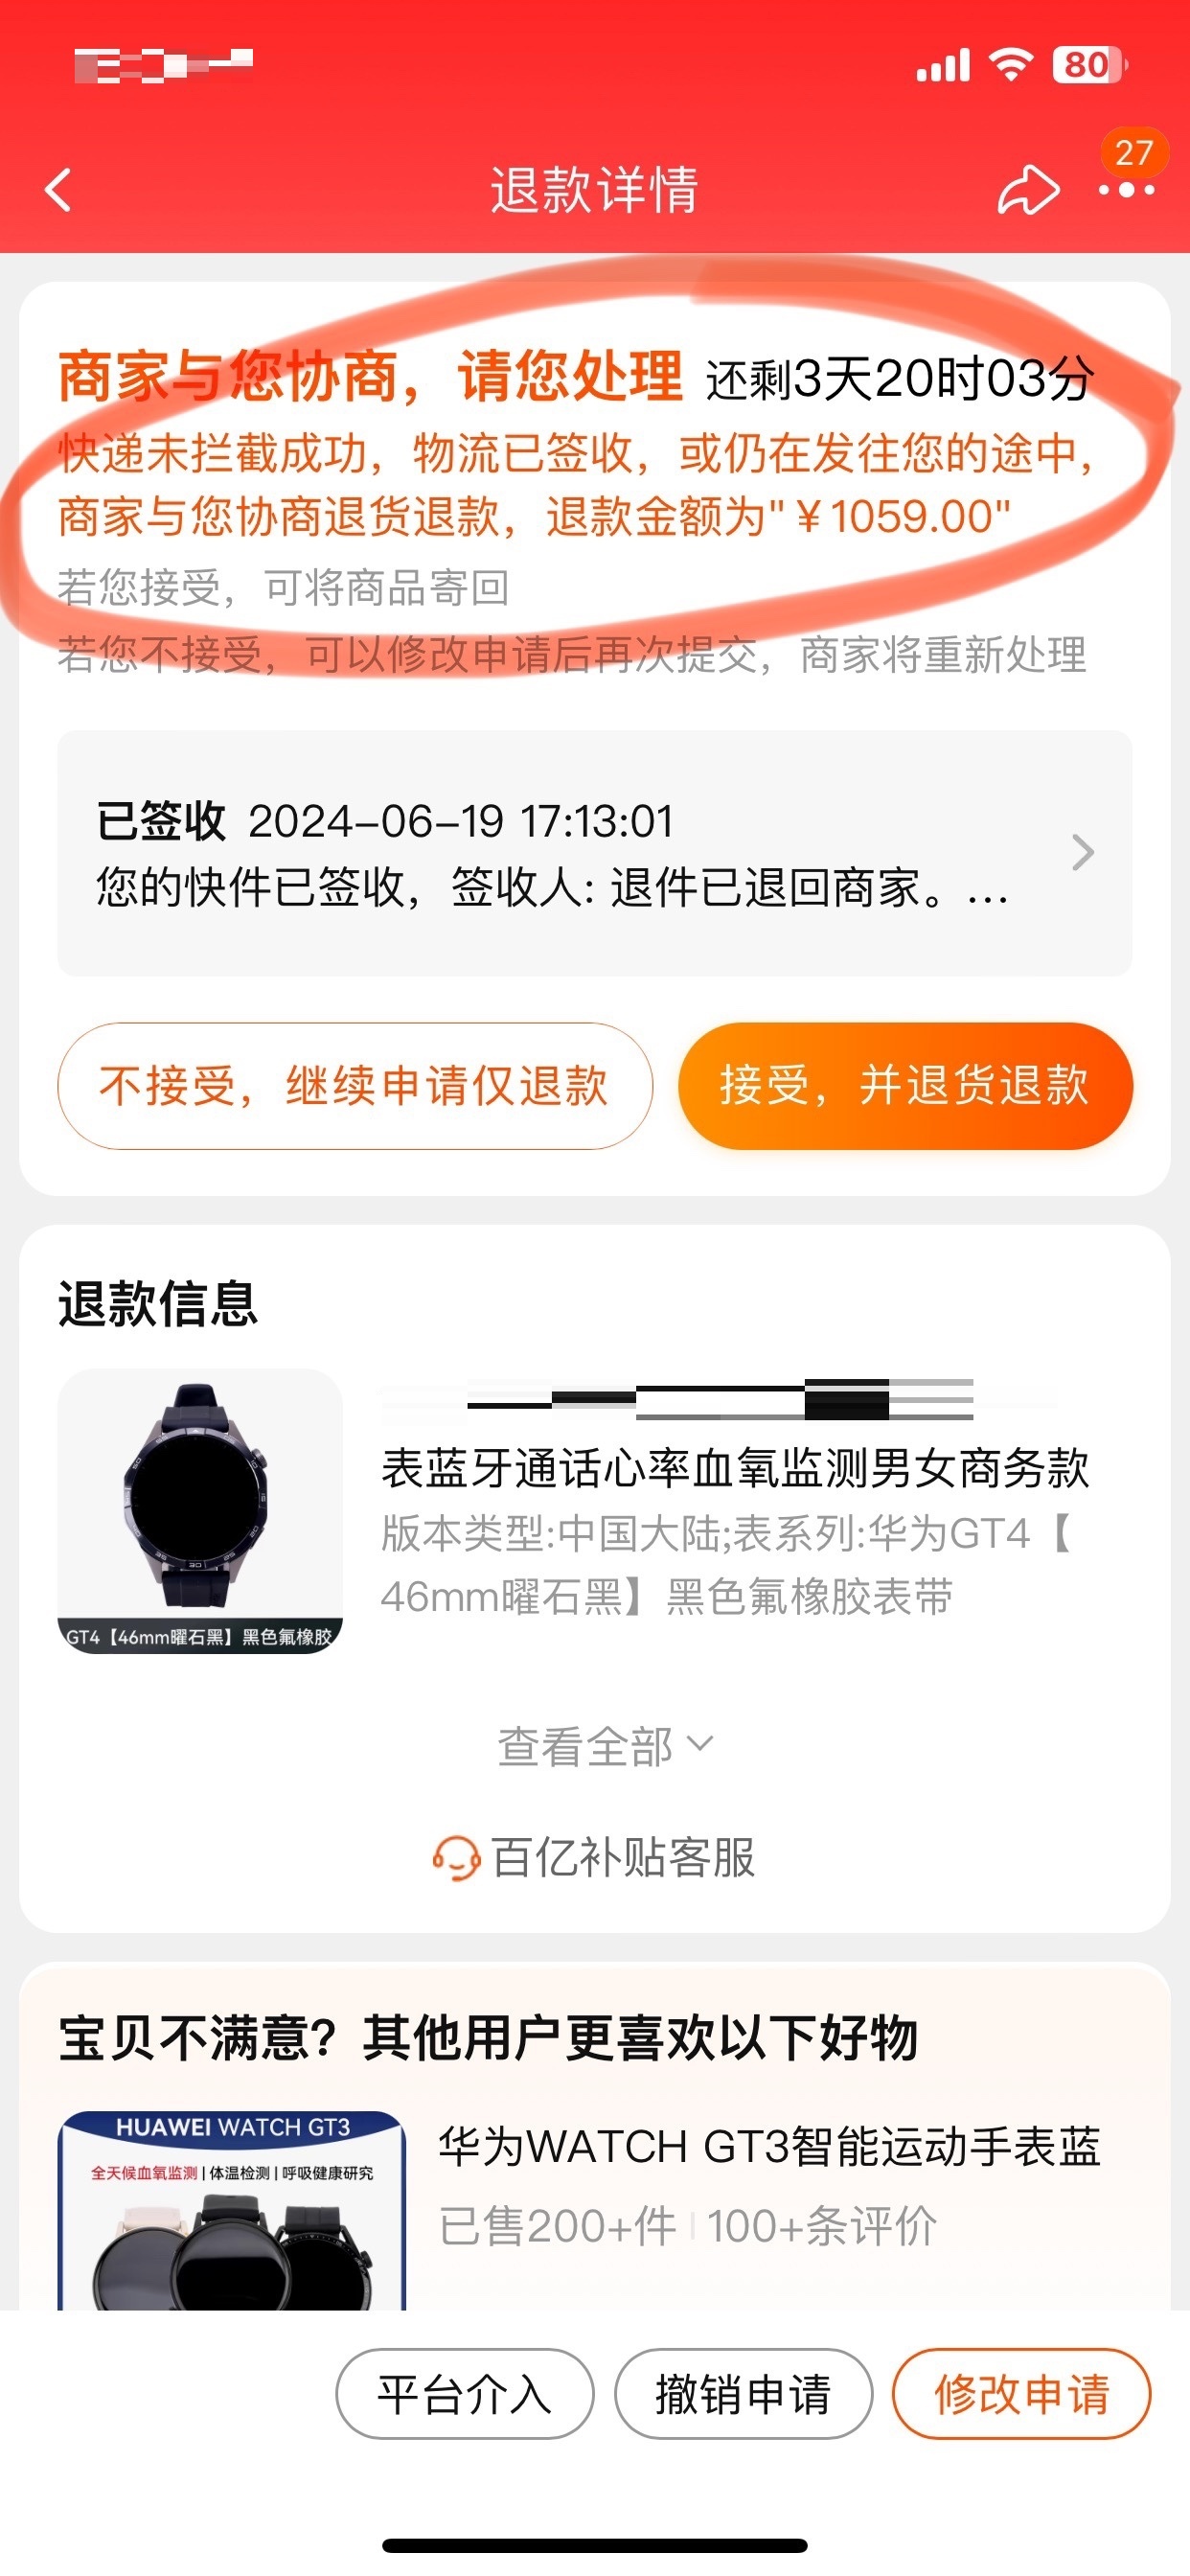 80
27
退款详情
商家与您协商，请您处理 还剩3天20时03分
快递未拦截成功，物流已签收，或仍在发往您的途中，
商家与您协商退货退款，退款金额为"￥1059.00"
若您接受，可将商品寄回
若您不接受，可以修改申请后再次提交，商家将重新处理
已签收 2024-06-19 17:13:01
您的快件已签收，签收人: 退件已退回商家。...
不接受，继续申请仅退款
接受，并退货退款
退款信息
表蓝牙通话心率血氧监测男女商务款
版本类型:中国大陆;表系列:华为GT4【
46mm曜石黑】黑色氟橡胶表带
GT4【46mm曜石黑】黑色氟橡胶
查看全部
百亿补贴客服
宝贝不满意？其他用户更喜欢以下好物
HUAWEI WATCH GT3
全天候血氧监测|体温检测|呼吸健康研究
华为WATCH GT3智能运动手表蓝
已售200+件 100+条评价
平台介入
撤销申请
修改申请